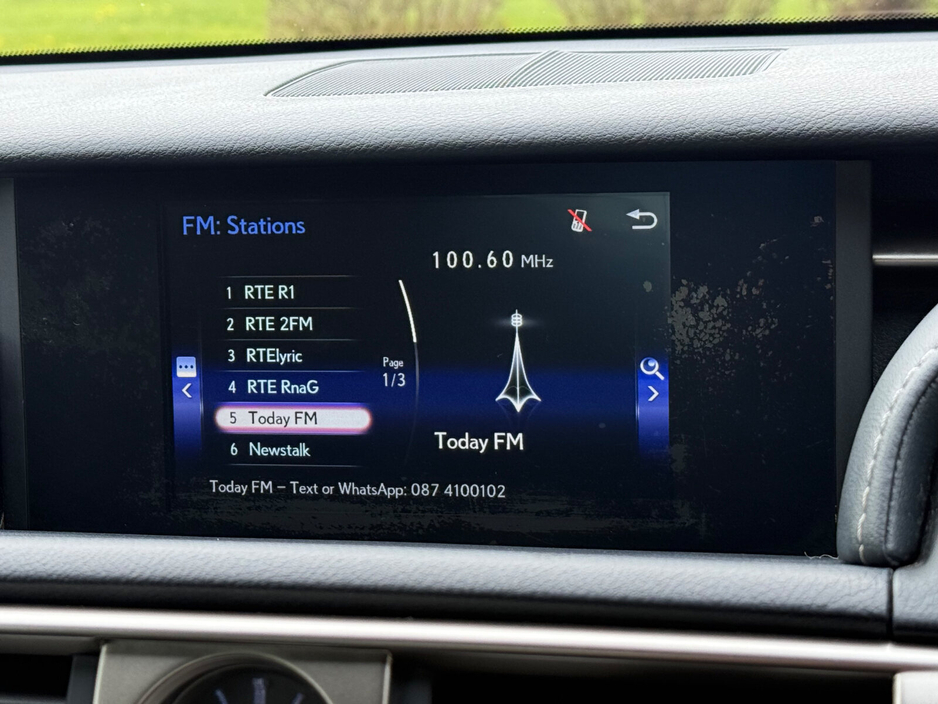 FM: Stations
100.60 MHz
1 RTE R1
2 RTE 2FM
3 RTElyric
Page
1/3
4 RTE RnaG
5 Today FM
6 Newstalk
Today FM
Today FM – Text or WhatsApp: 087 4100102